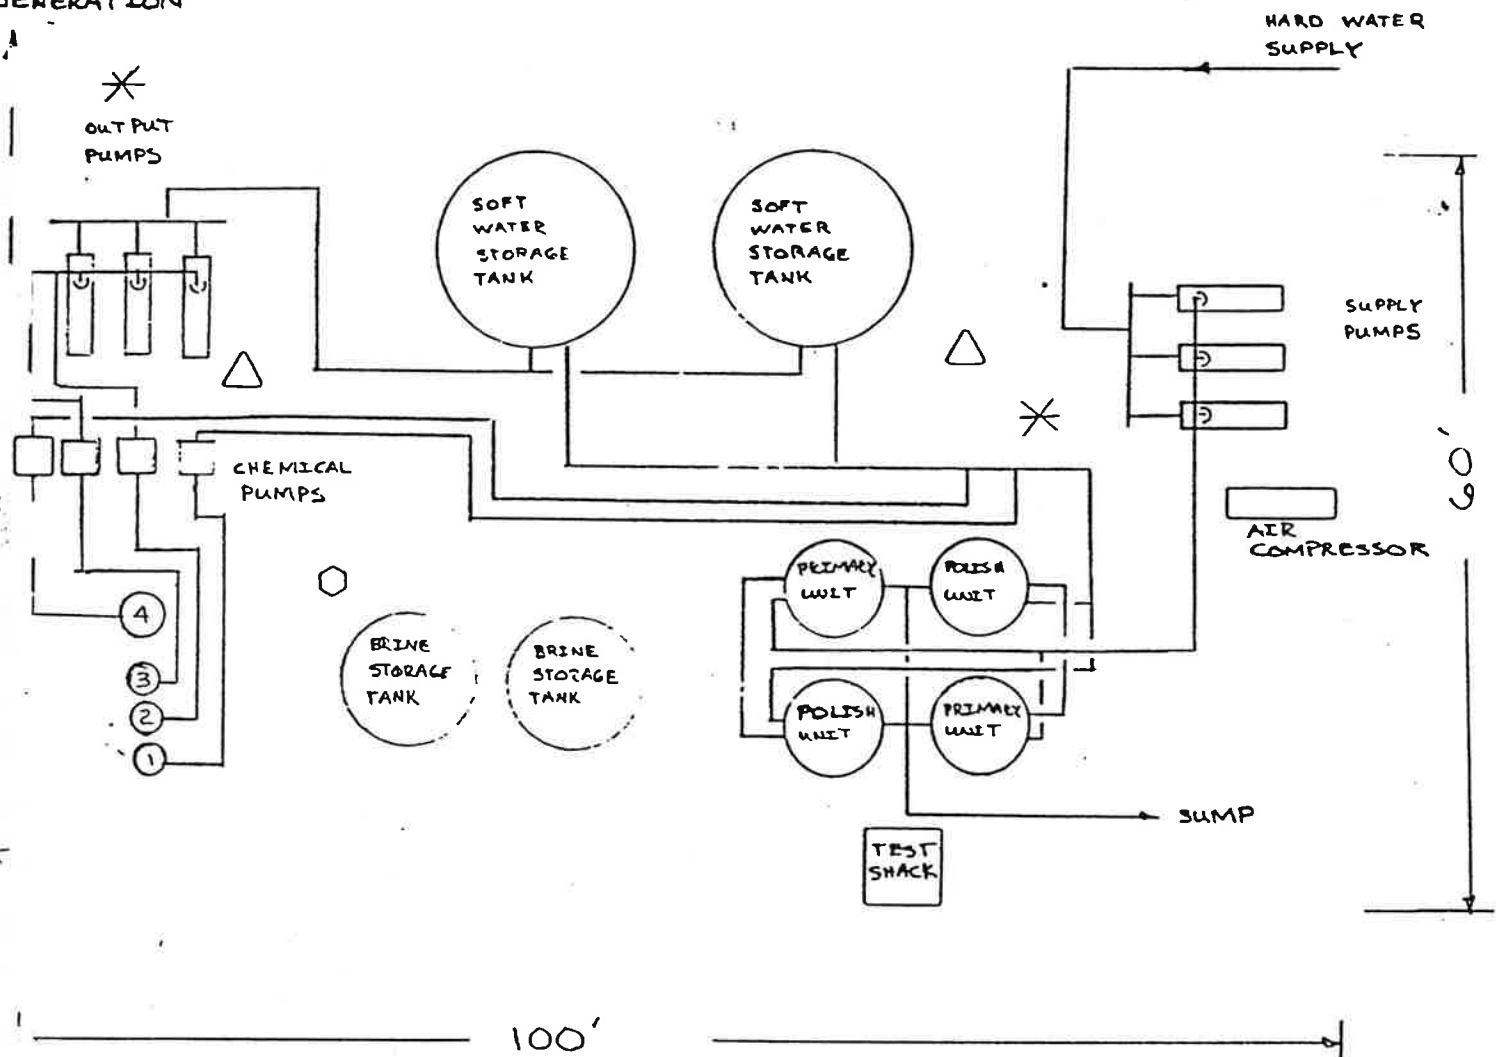 GENERATION
HARD WATER
SUPPLY
OUTPUT
PUMPS
SOFT
WATER
STORAGE
TANK
SOFT
WATER
STORAGE
TANK
SUPPLY
PUMPS
60'
CHEMICAL
PUMPS
AIR
COMPRESSOR
PRIMARY
UNIT
POLISH
UNIT
4
3
2
1
BRINE
STORAGE
TANK
BRINE
STORAGE
TANK
POLISH
UNIT
PRIMARY
UNIT
SUMP
TEST
SHACK
100'